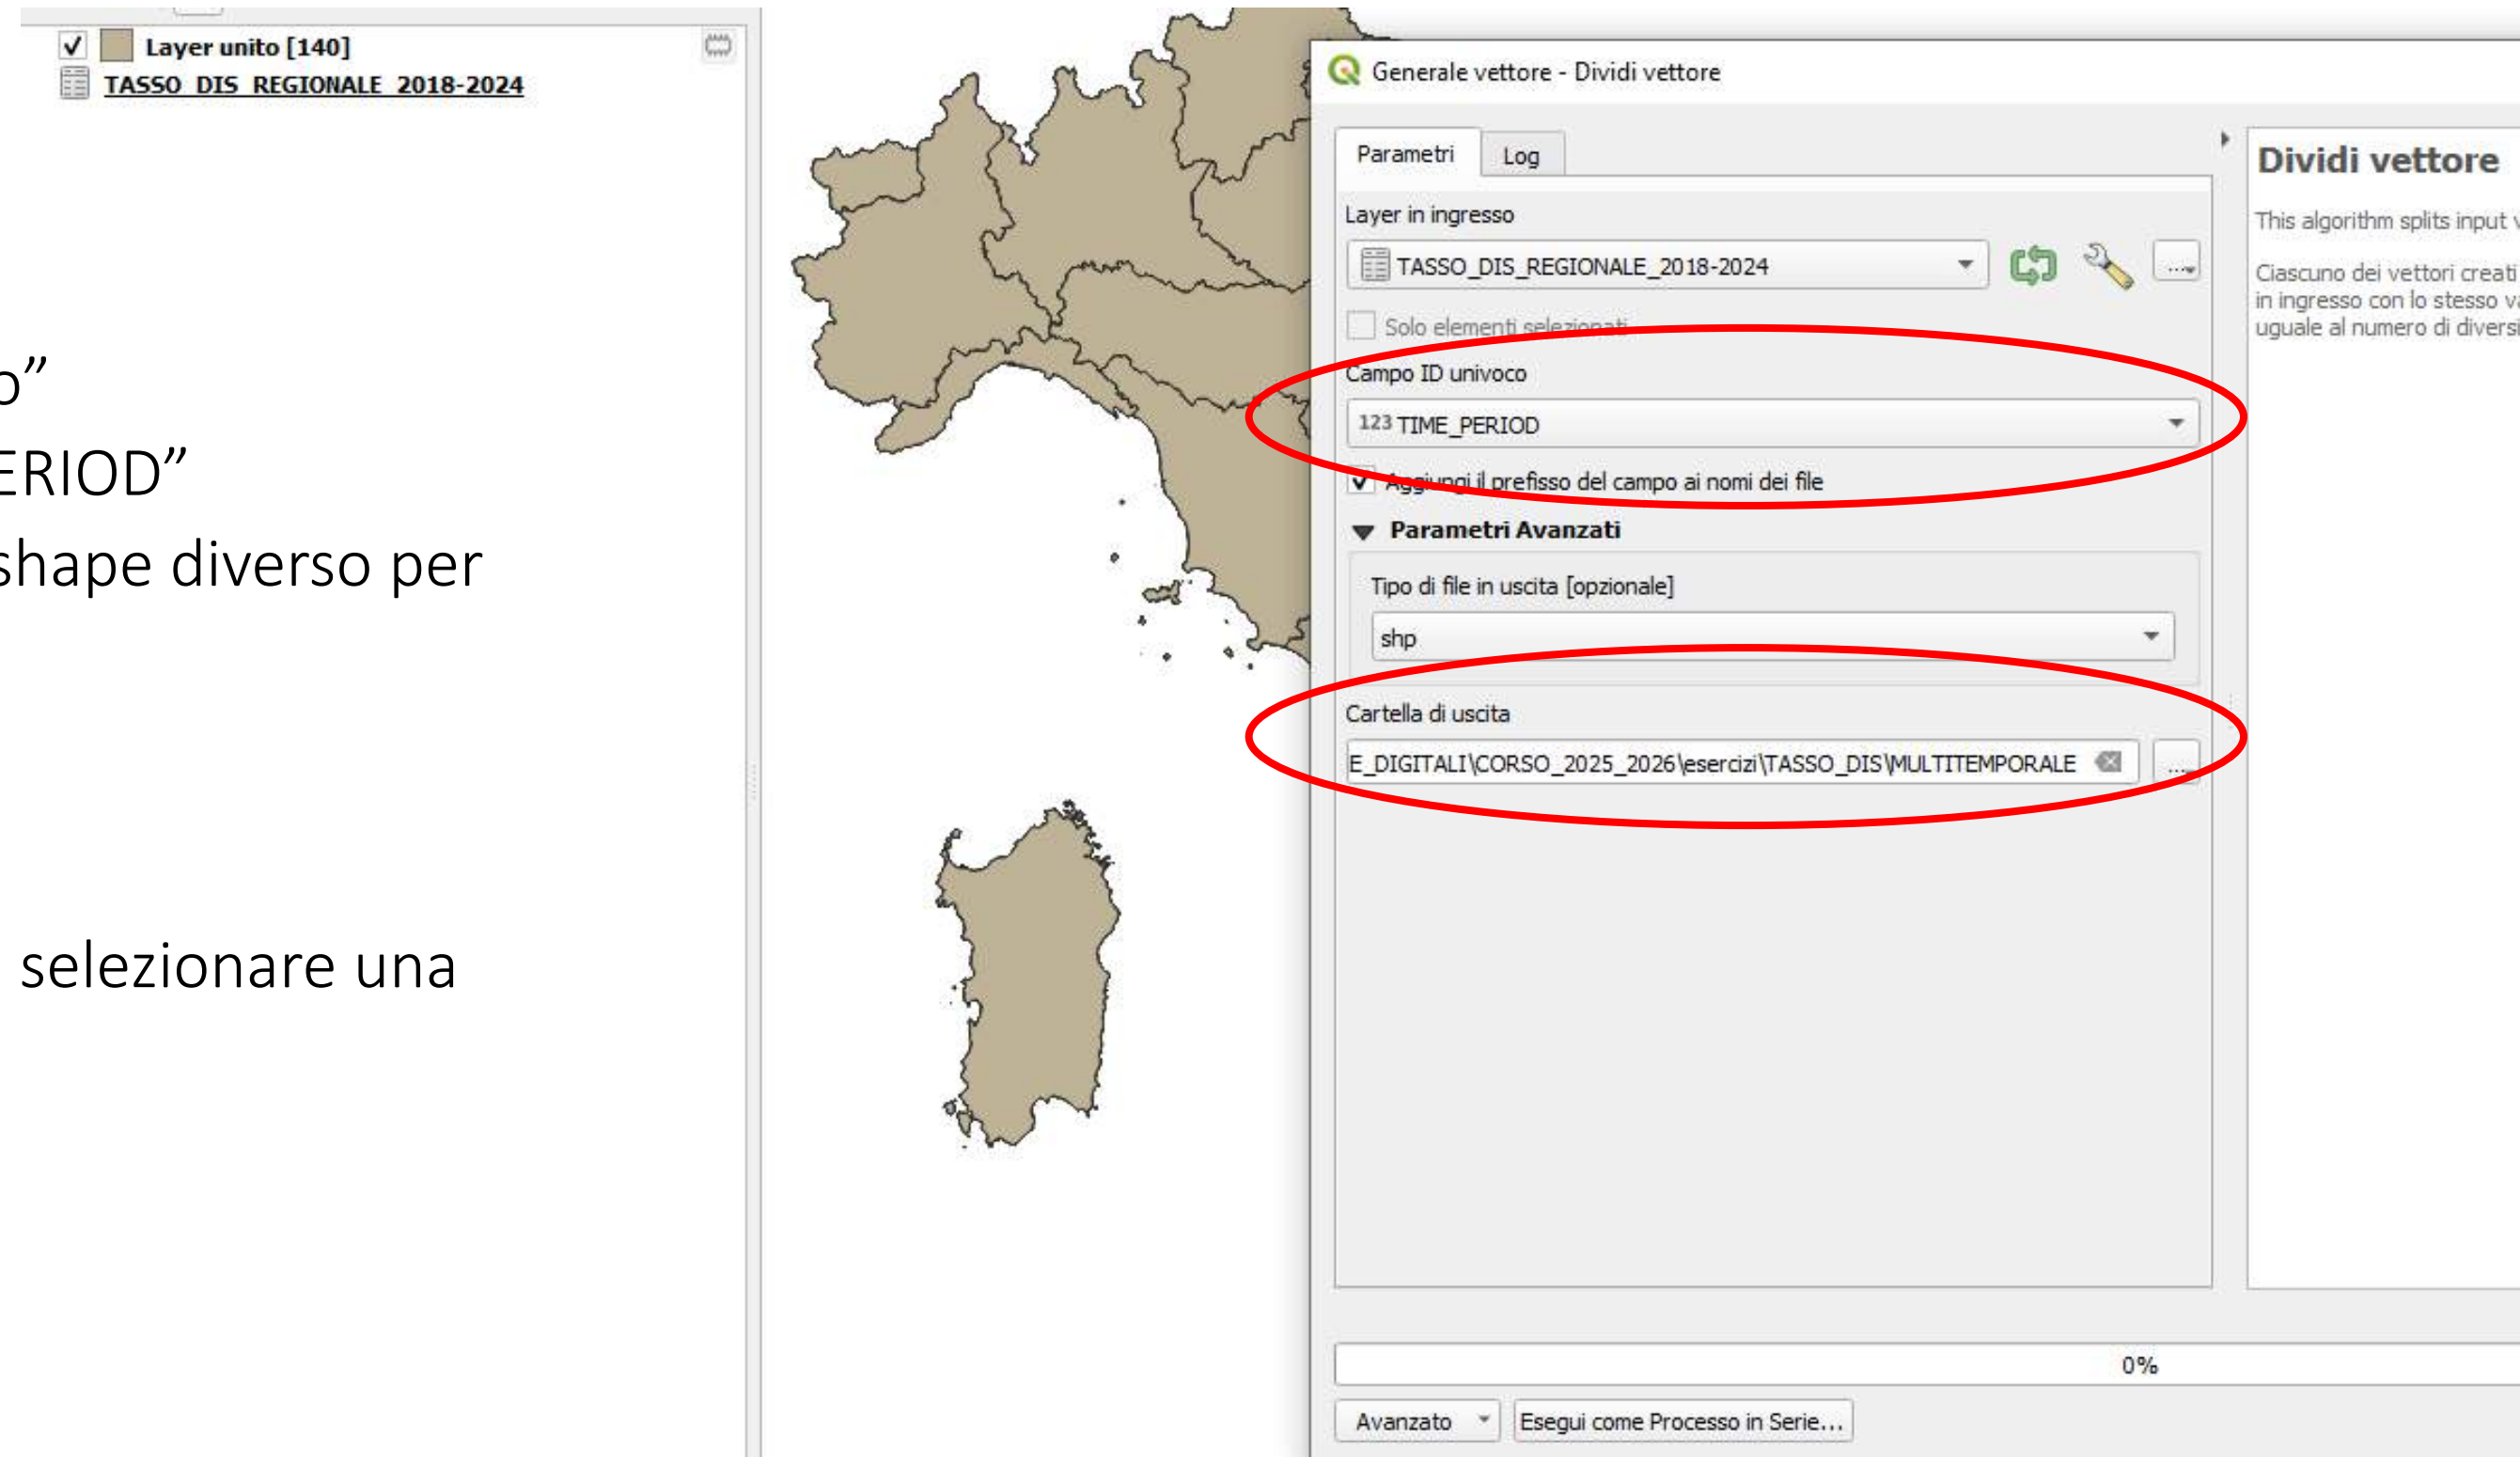 Layer unito [140]
TASSO_DIS_REGIONALE_2018-2024
o”
ERIOD”
shape diverso per
selezionare una
Generale vettore - Dividi vettore
Parametri
Log
Layer in ingresso
TASSO_DIS_REGIONALE_2018-2024
...
Solo elementi selezionati
Campo ID univoco
123 TIME_PERIOD
Aggiungi il prefisso del campo ai nomi dei file
Parametri Avanzati
Tipo di file in uscita [opzionale]
shp
Cartella di uscita
E_DIGITALI\CORSO_2025_2026\esercizi\TASSO_DIS\MULTITEMPORALE
...
Dividi vettore
This algorithm splits input
Ciascuno dei vettori creati
in ingresso con lo stesso
uguale al numero di diversi
0%
Avanzato
Esegui come Processo in Serie...